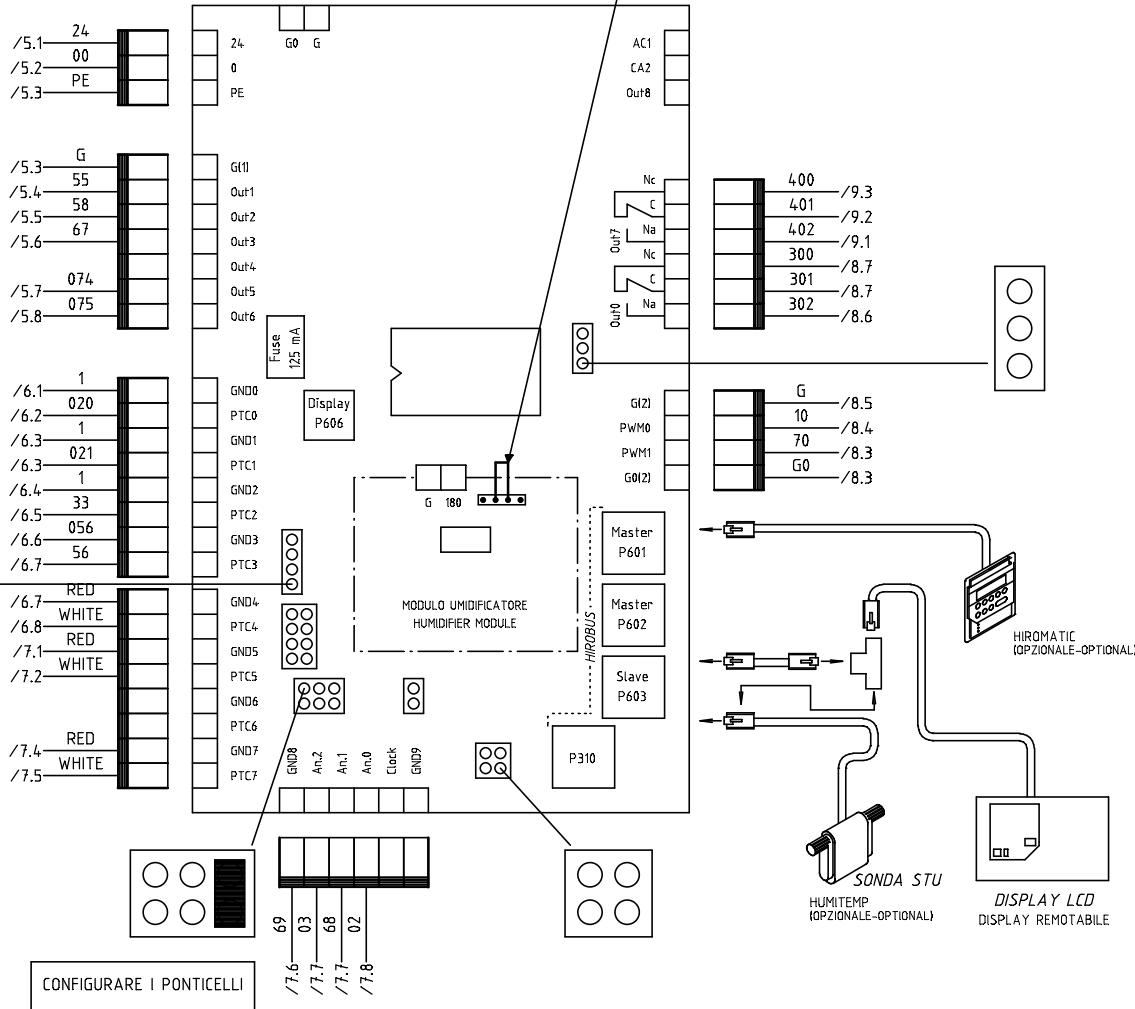 24
/5.1
00
/5.2
PE
/5.3
24
0
PE
G0 G
AC1
CA2
Out8
G
/5.3
55
/5.4
58
/5.5
67
/5.6
074
/5.7
075
/5.8
G(1)
Out1
Out2
Out3
Out4
Out5
Out6
Fuse
125 mA
Display
P606
Nc
C
Na
Out7
Nc
C
Na
Out0
400
/9.3
401
/9.2
402
/9.1
300
/8.7
301
/8.7
302
/8.6
1
/6.1
020
/6.2
1
/6.3
021
/6.3
1
/6.4
33
/6.5
056
/6.6
56
/6.7
GND0
PTC0
GND1
PTC1
GND2
PTC2
GND3
PTC3
G(2)
PWM0
PWM1
G0(2)
G
/8.5
10
/8.4
70
/8.3
G0
/8.3
G 180
MODULO UMIDIFICATORE
HUMIDIFIER MODULE
HIROBUS
Master
P601
Master
P602
Slave
P603
P310
RED
/6.7
WHITE
/6.8
RED
/7.1
WHITE
/7.2
RED
/7.4
WHITE
/7.5
GND4
PTC4
GND5
PTC5
GND6
PTC6
GND7
PTC7
GND8
An.2
An.1
An.0
Clock
GND9
69
/7.6
03
/7.7
68
/7.7
02
/7.8
HIROMATIC
(OPZIONALE-OPTIONAL)
SONDA STU
HUMITEMP
(OPZIONALE-OPTIONAL)
DISPLAY LCD
DISPLAY REMOTABILE
CONFIGURARE I PONTICELLI